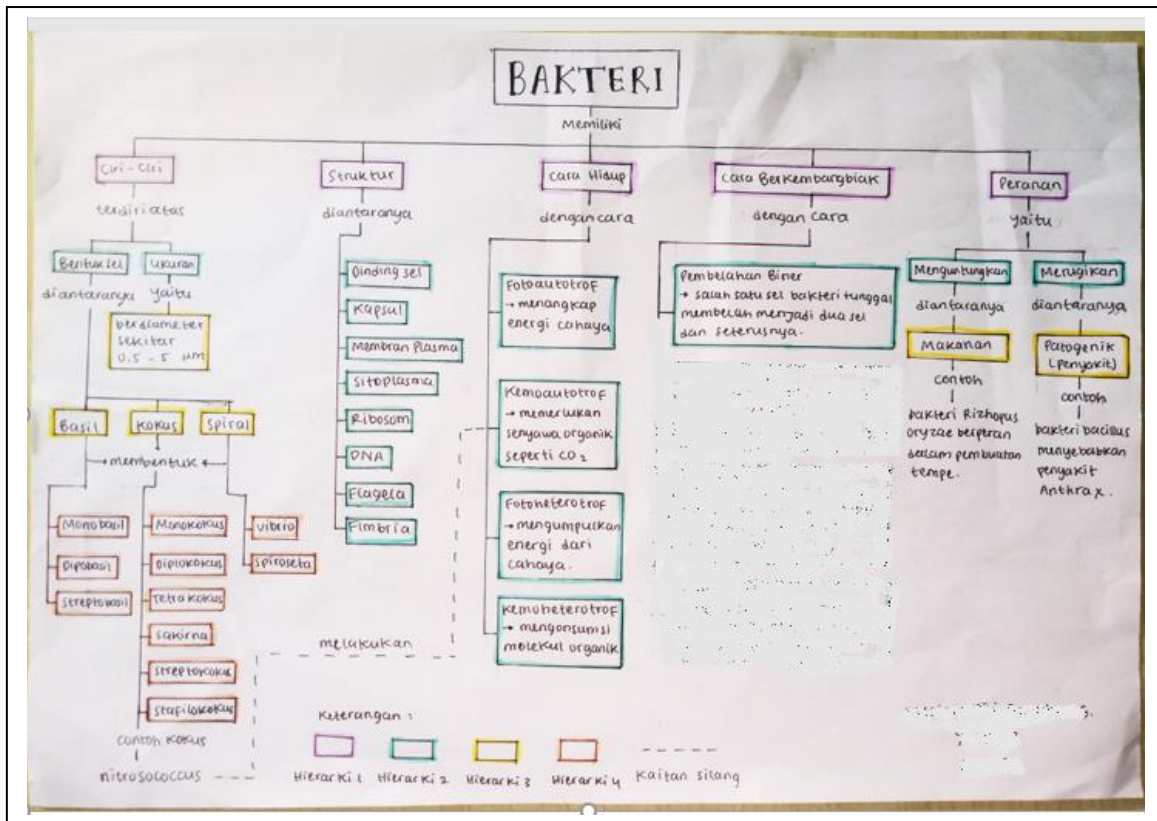 BAKTERI
Memiliki
Ciri-Ciri
Struktur
Cara Hidup
Cara Berkembangbiak
Peranan
terdiri atas
diantaranya
dengan cara
dengan cara
yaitu
Bentuk sel
Ukuran
diantaranya
yaitu
berdiameter
sekitar
0.5 - 5 μm
Basil
Kokus
Spiral
membentuk
Monobasil
Dipobasil
Streptobasil
Monokokus
Diplokokus
Tetrakokus
Sakirna
Streptokokus
Stafilokokus
Vibrio
Spiroseta
contoh kokus
nitrosococcus
Dinding sel
Kapsul
Membran Plasma
Sitoplasma
Ribosom
DNA
Flagela
Fimbria
melakukan
Fotoautotrof
→ menangkap
energi cahaya
Kemoautotrof
→ memerlukan
senyawa organik
seperti CO₂
Fotoheterotrof
→ mengumpulkan
energi dari
cahaya.
Kemoheterotrof
→ mengonsumsi
molekul organik
Pembelahan Biner
→ salah satu sel bakteri tunggal
membelah menjadi dua sel
dan seterusnya.
Menguntungkan
diantaranya
Makanan
contoh
bakteri Rizhopus
oryzae berperan
dalam pembuatan
tempe.
Merugikan
diantaranya
Patogenik
(penyakit)
contoh
bakteri bacillus
menyebabkan
penyakit
Anthrax.
Keterangan :
Hierarki 1
Hierarki 2
Hierarki 3
Hierarki 4
Kaitan silang